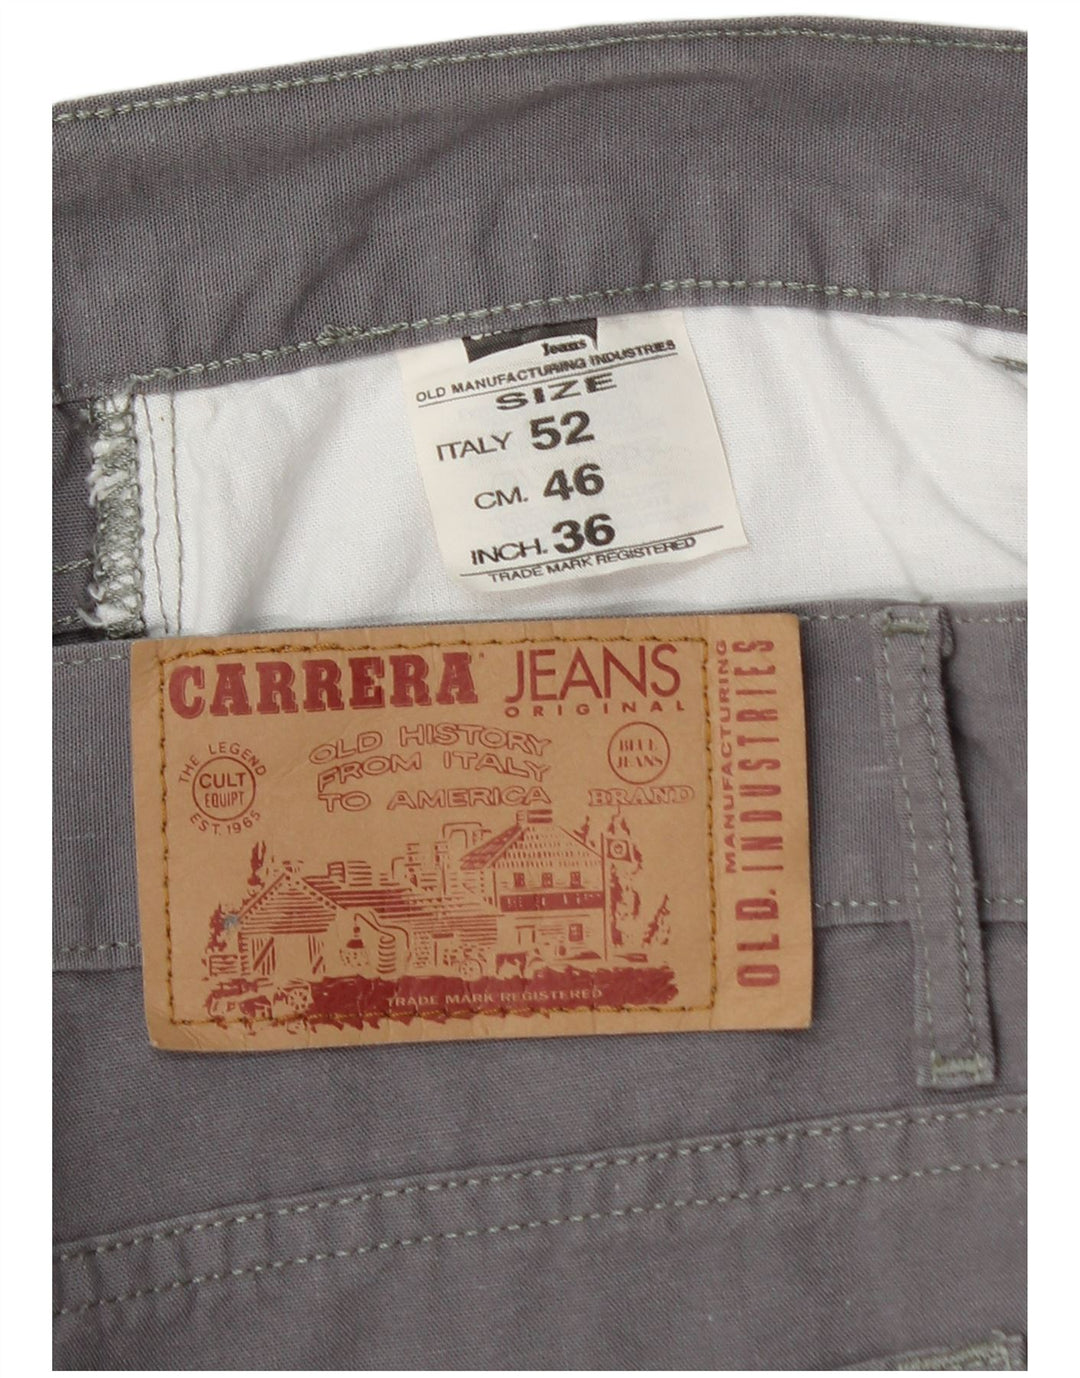 Jeans
OLD MANUFACTURING INDUSTRIES
SIZE
ITALY 52
CM. 46
INCH. 36
TRADE MARK REGISTERED
CARRERA JEANS
ORIGINAL
OLD HISTORY
FROM ITALY
TO AMERICA
THE LEGEND
CULT
EQUIPT
EST. 1965
BLUE
JEANS
BRAND
TRADE MARK REGISTERED
MANUFACTURING
OLD. INDUSTRIES